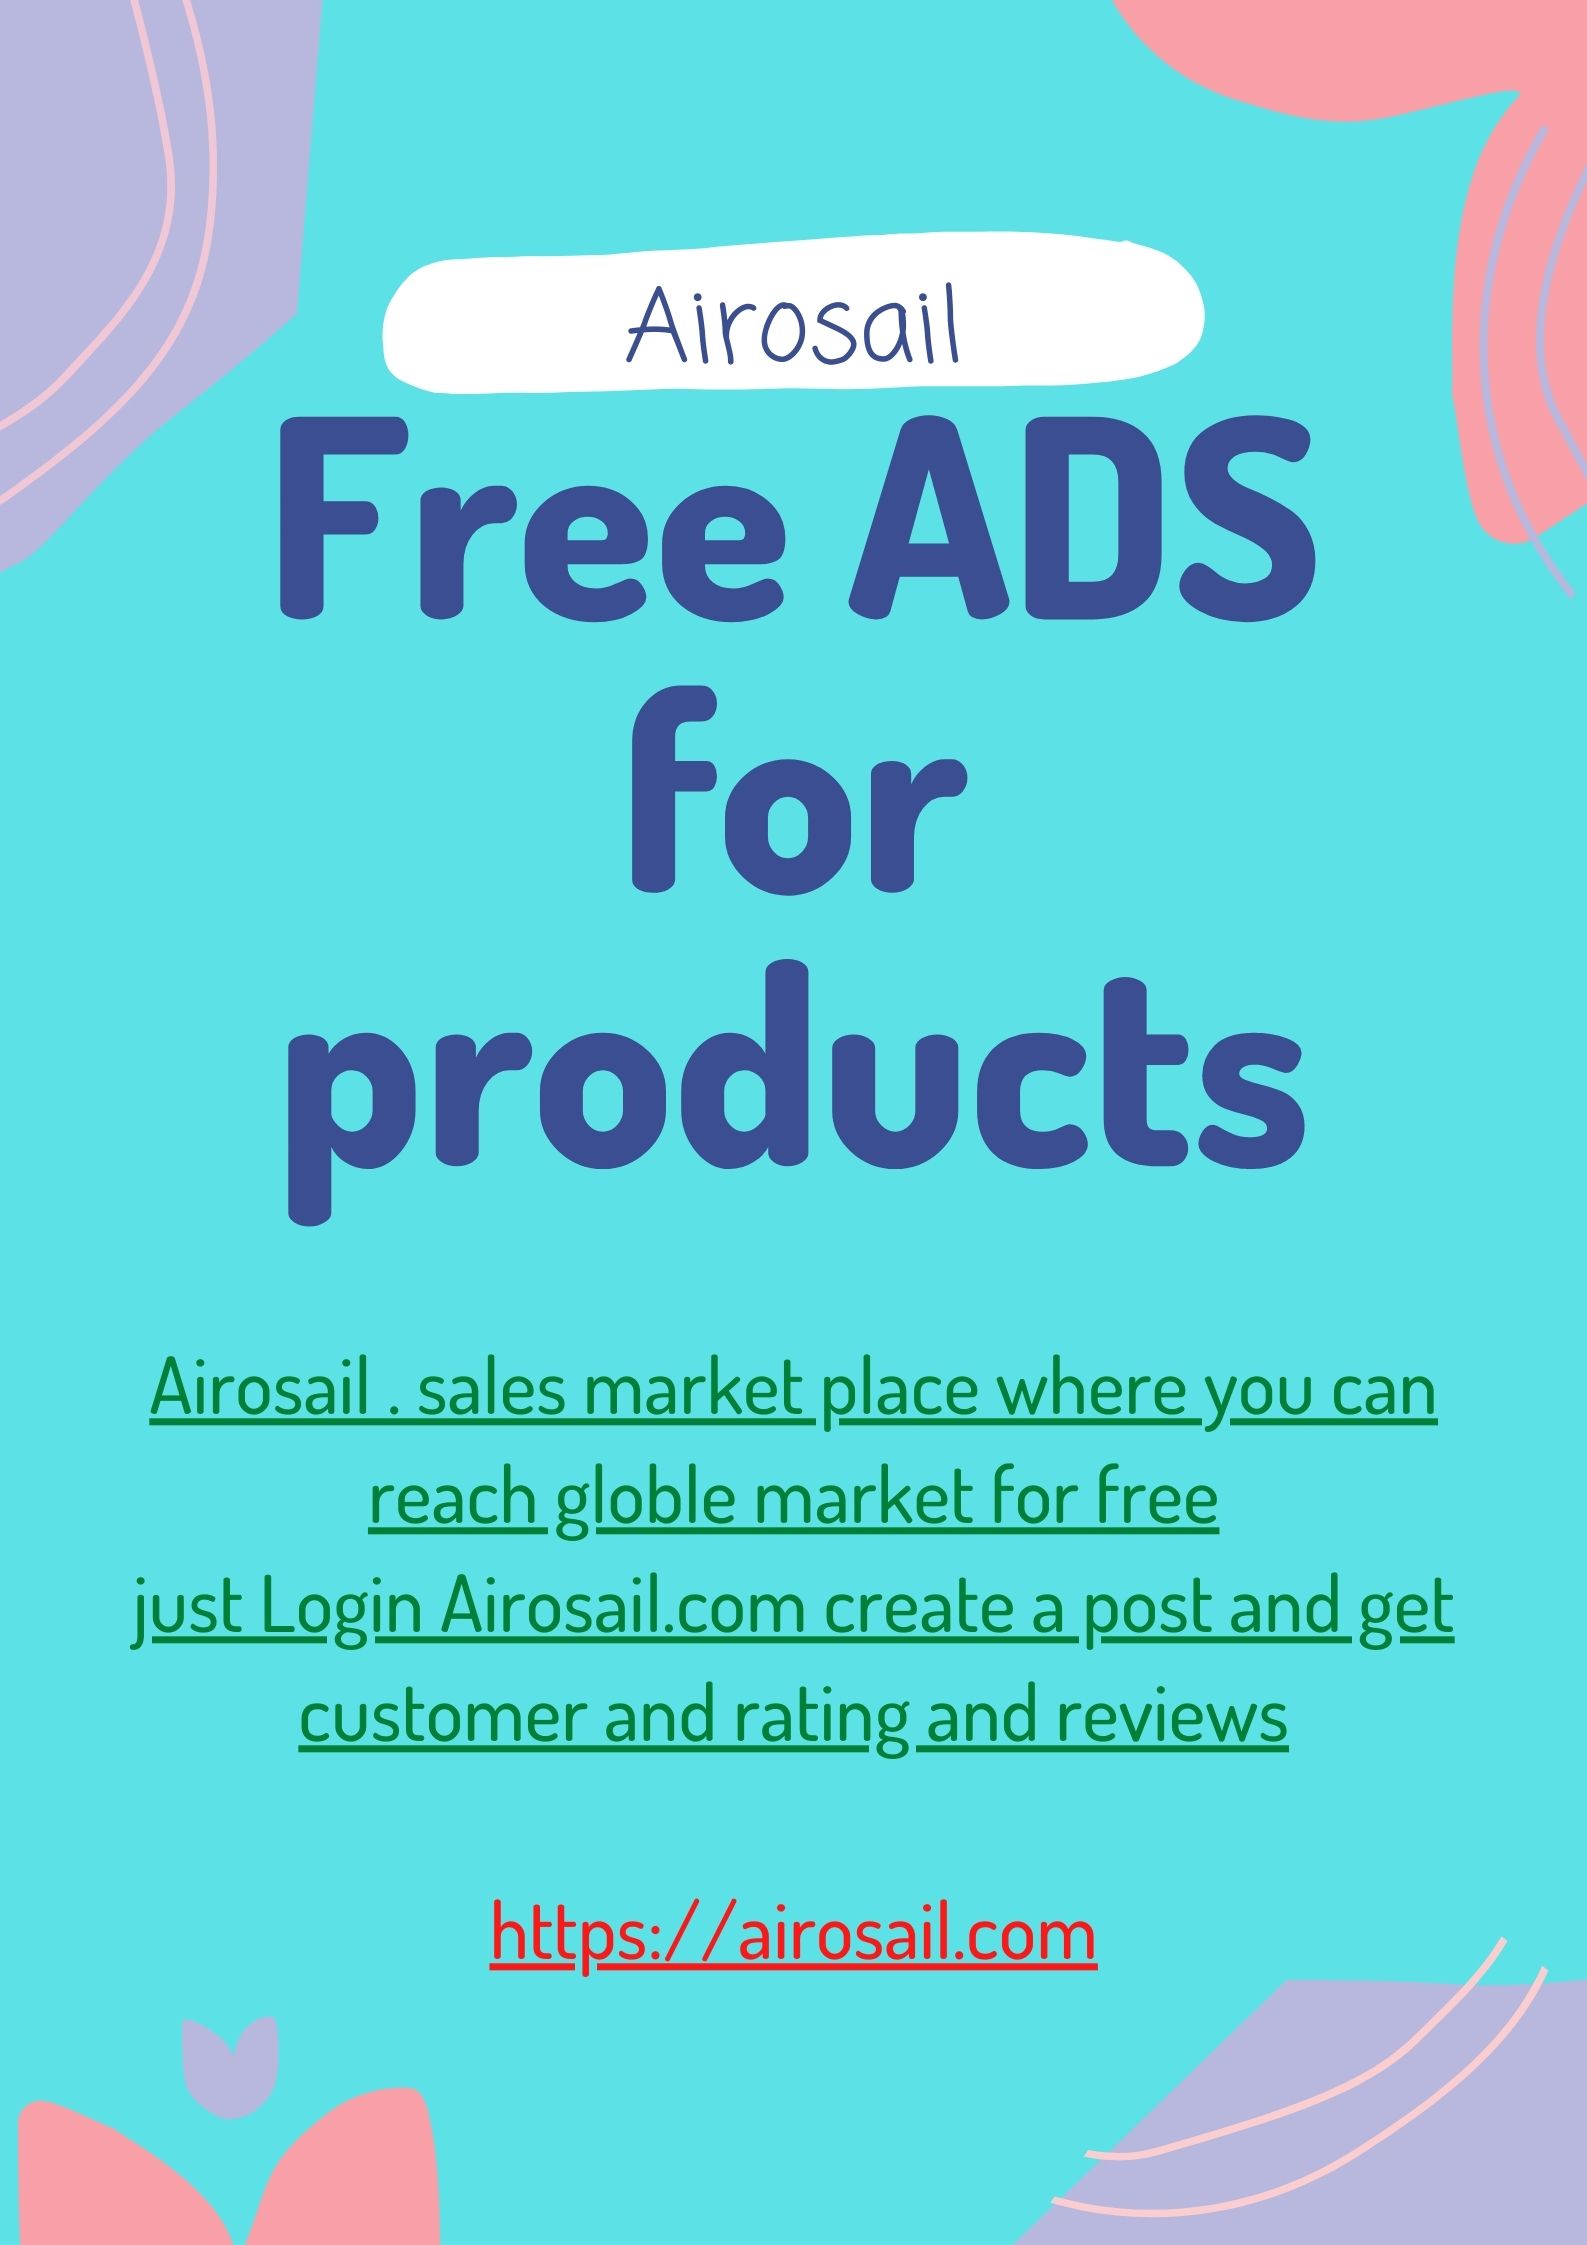 Airosail
Free ADS
for
products
Airosail . sales market place where you can
reach globle market for free
just Login Airosail.com create a post and get
customer and rating and reviews
https://airosail.com